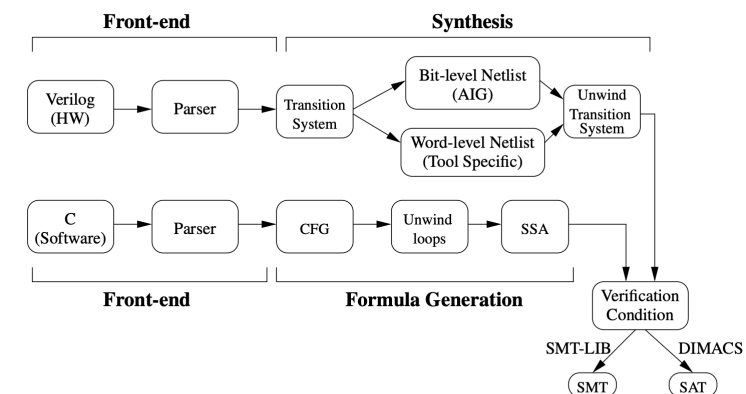 Front-end
Synthesis
Verilog
(HW)
Parser
Transition
System
Bit-level Netlist
(AIG)
Word-level Netlist
(Tool Specific)
Unwind
Transition
System
C
(Software)
Parser
CFG
Unwind
loops
SSA
Front-end
Formula Generation
Verification
Condition
SMT-LIB
DIMACS
SMT
SAT